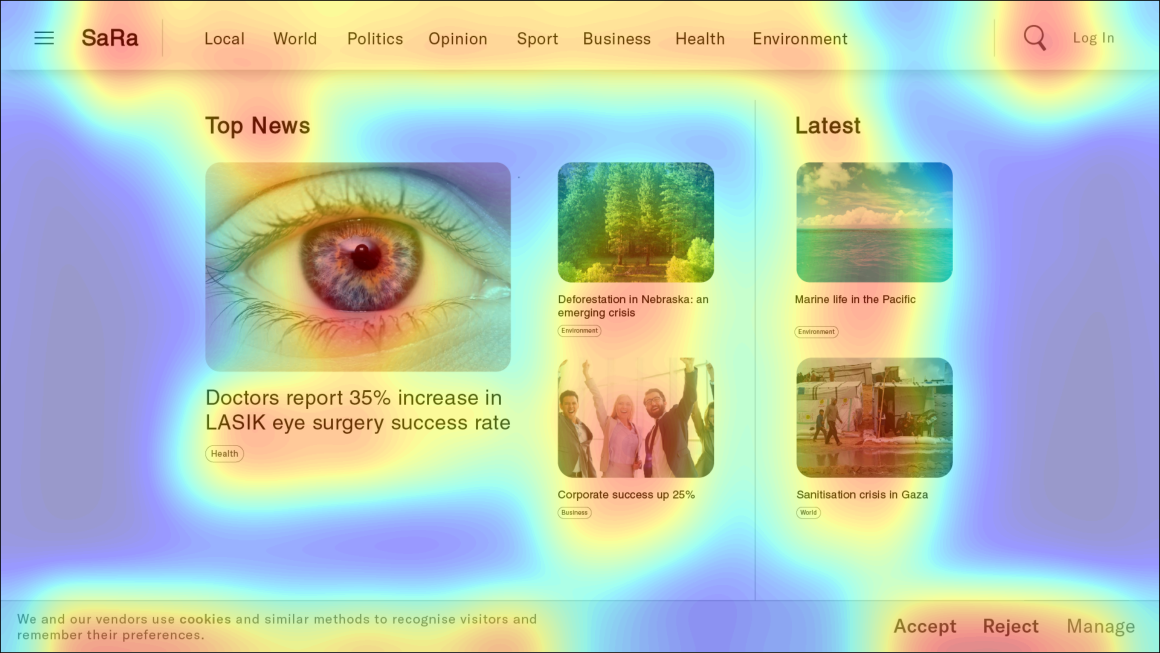 SaRa
Local
World
Politics
Opinion
Sport
Business
Health
Environment
Log In
Top News
Doctors report 35% increase in
LASIK eye surgery success rate
Health
Deforestation in Nebraska: an
emerging crisis
Environment
Corporate success up 25%
Business
Latest
Marine life in the Pacific
Environment
Sanitisation crisis in Gaza
World
We and our vendors use cookies and similar methods to recognise visitors and
remember their preferences.
Accept
Reject
Manage